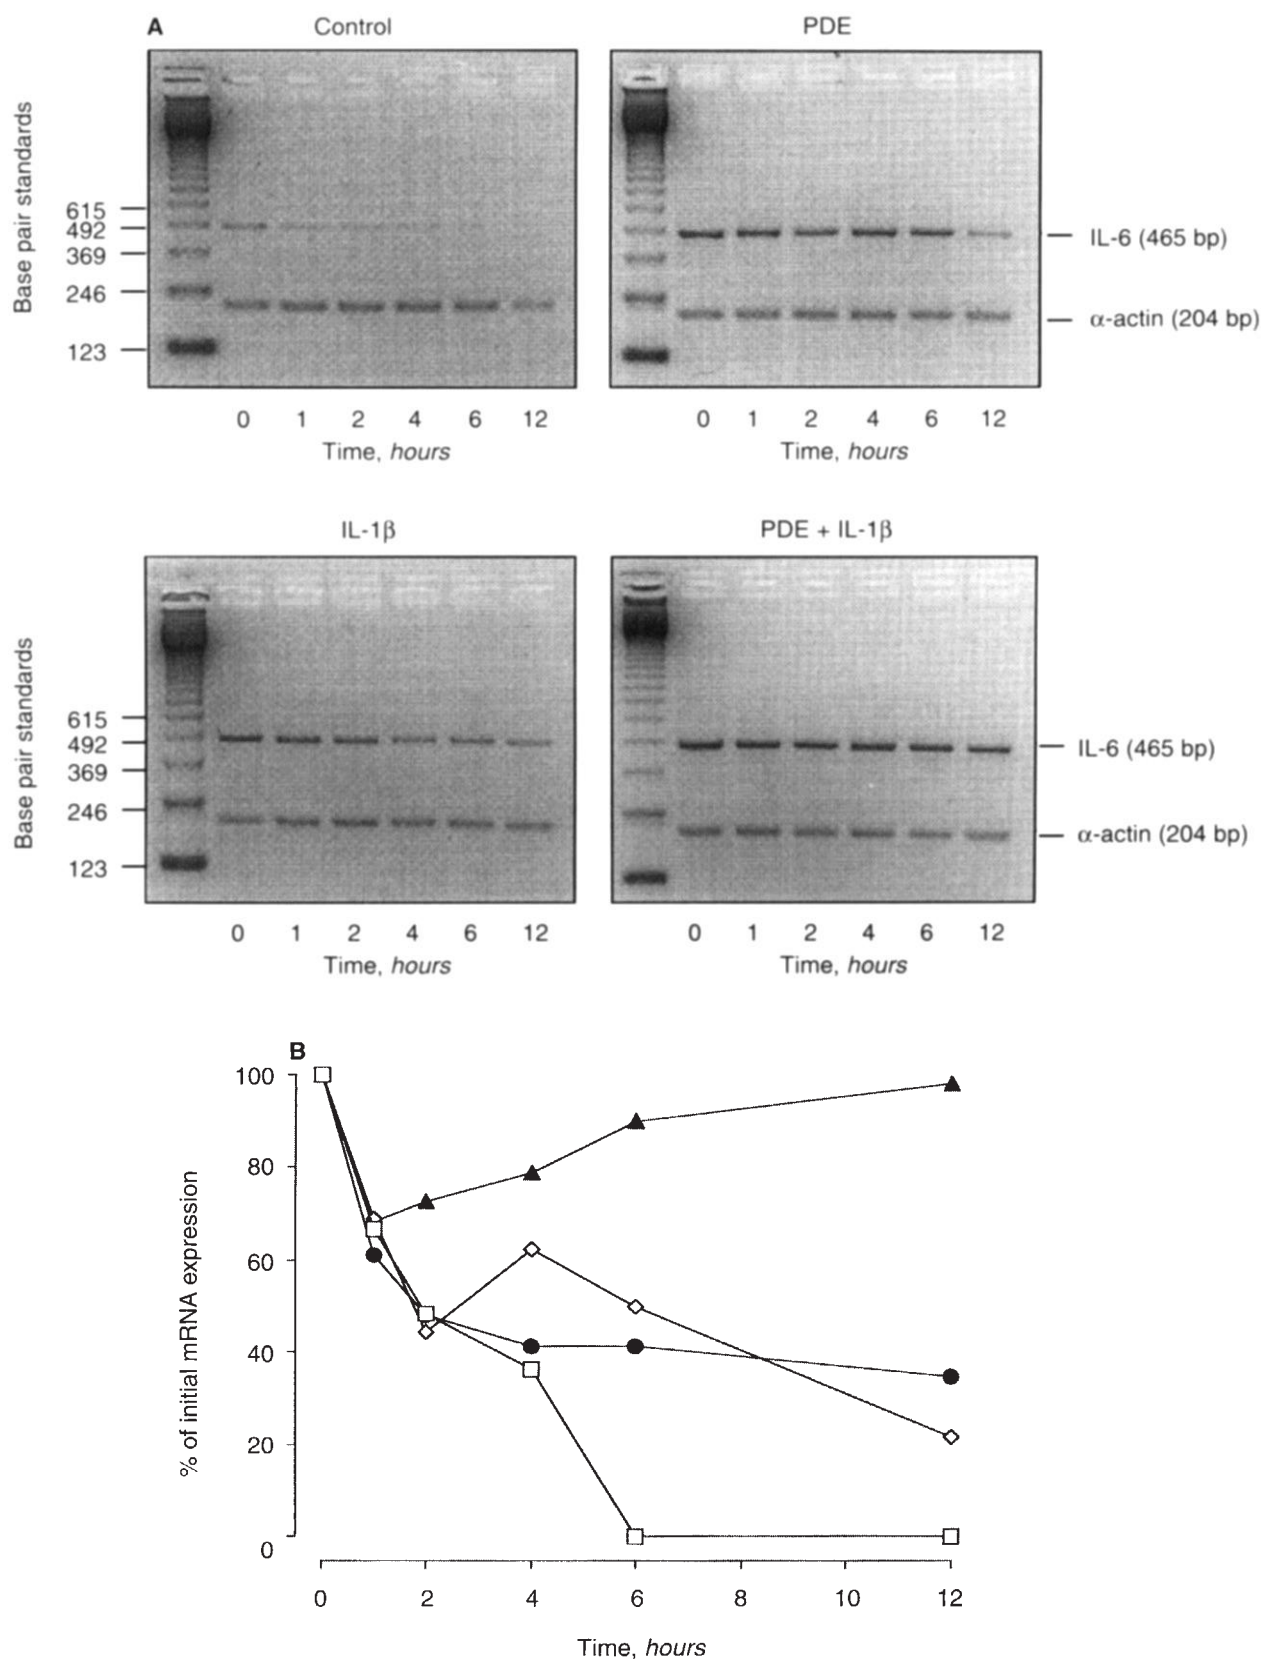 A
Control
PDE
Base pair standards
615
492
369
246
123
IL-6 (465 bp)
α-actin (204 bp)
0 1 2 4 6 12
Time, hours
0 1 2 4 6 12
Time, hours
IL-1β
PDE + IL-1β
Base pair standards
615
492
369
246
123
IL-6 (465 bp)
α-actin (204 bp)
0 1 2 4 6 12
Time, hours
0 1 2 4 6 12
Time, hours
B
% of initial mRNA expression
100
80
60
40
20
0
0 2 4 6 8 10 12
Time, hours